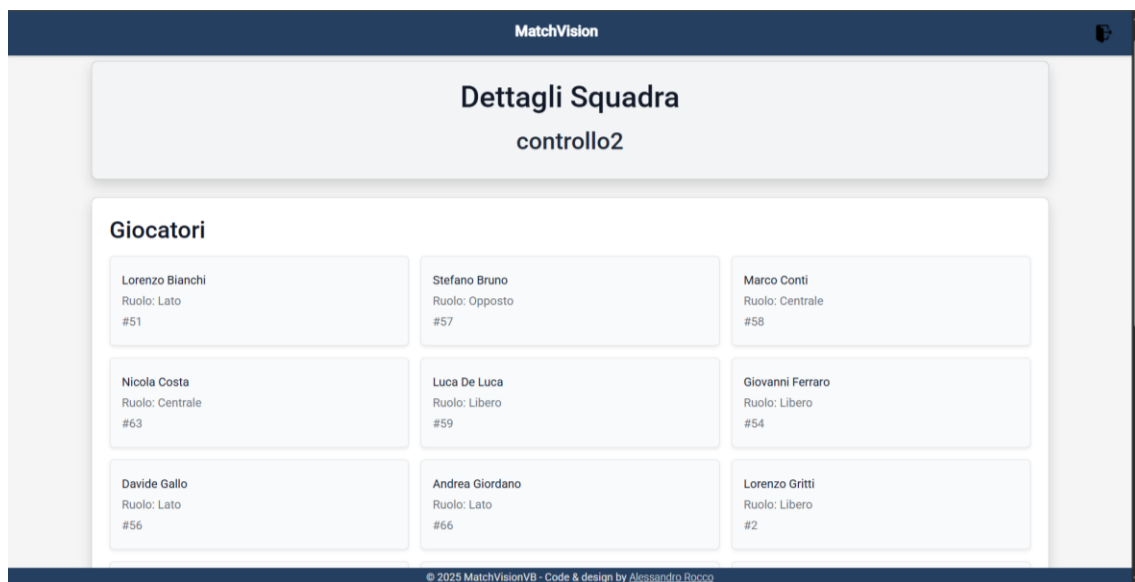 MatchVision
Dettagli Squadra
controllo2
Giocatori
Lorenzo Bianchi
Ruolo: Lato
#51
Stefano Bruno
Ruolo: Opposto
#57
Marco Conti
Ruolo: Centrale
#58
Nicola Costa
Ruolo: Centrale
#63
Luca De Luca
Ruolo: Libero
#59
Giovanni Ferraro
Ruolo: Libero
#54
Davide Gallo
Ruolo: Lato
#56
Andrea Giordano
Ruolo: Lato
#66
Lorenzo Gritti
Ruolo: Libero
#2
© 2025 MatchVisionVB - Code & design by Alessandro Rocco